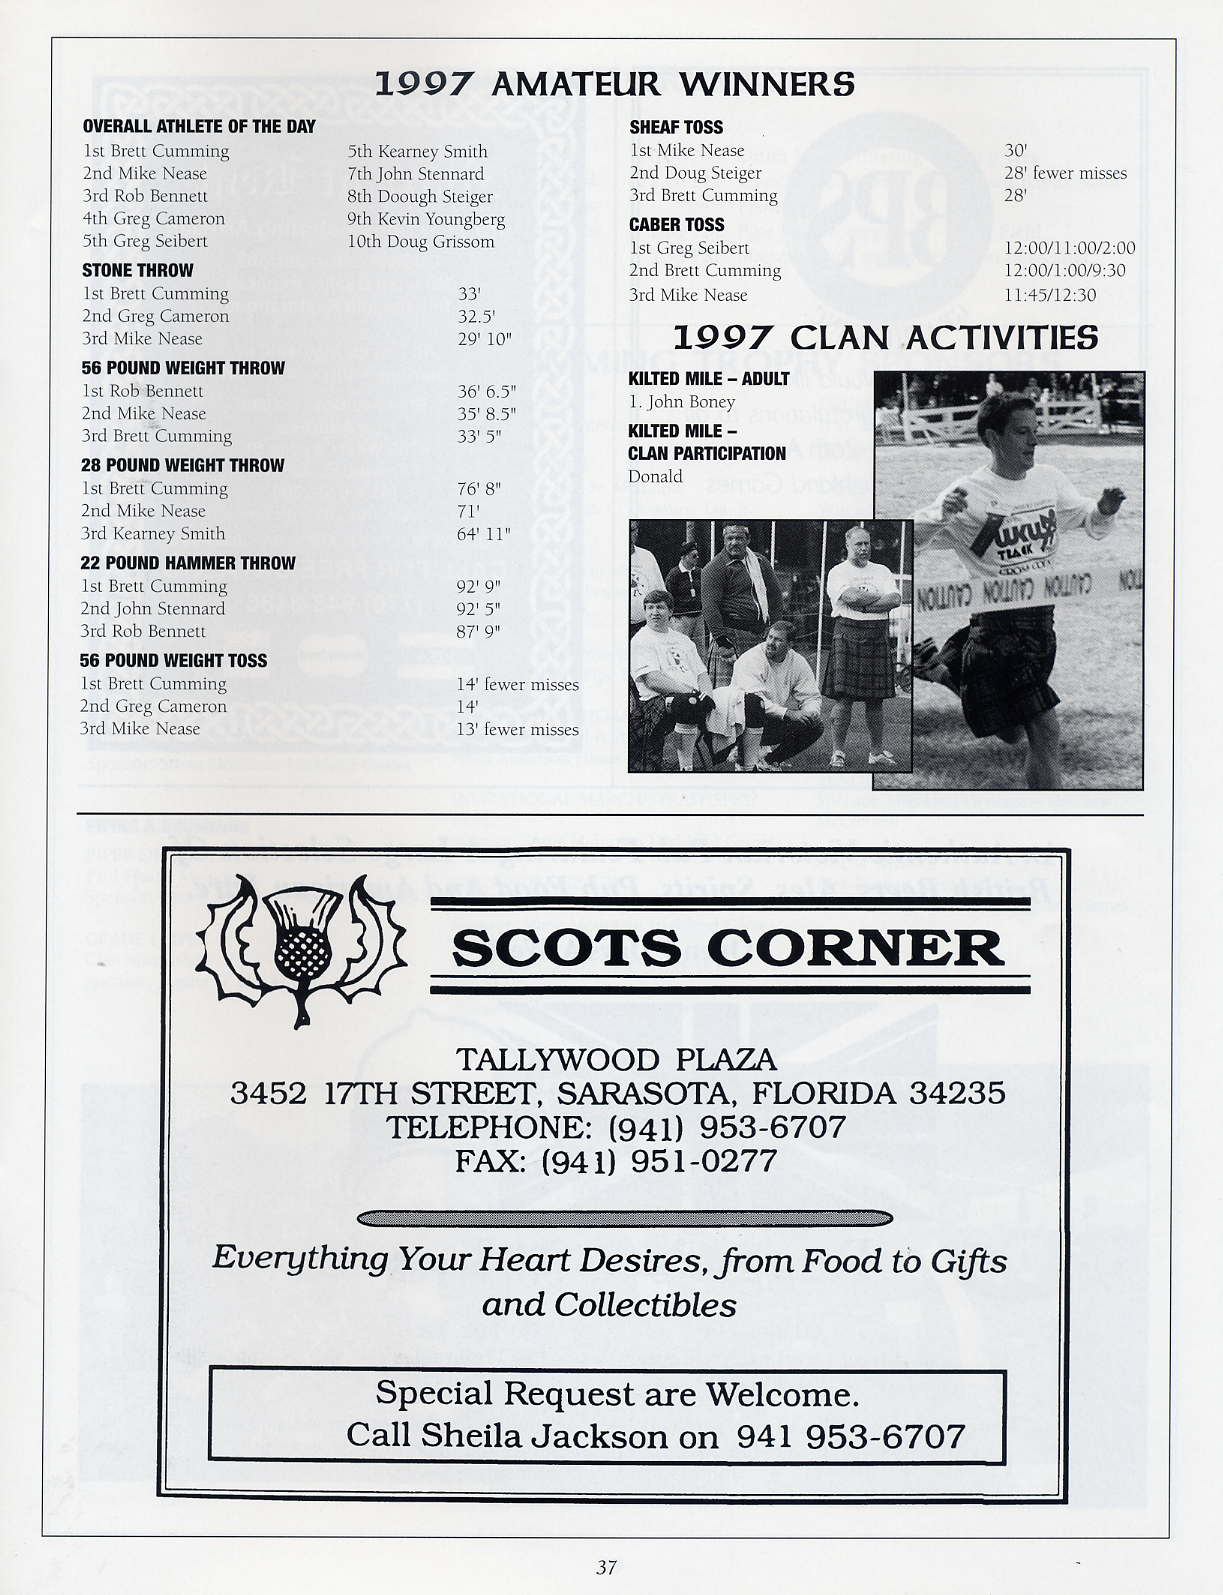 1997 AMATEUR WINNERS
OVERALL ATHLETE OF THE DAY
1st Brett Cumming
2nd Mike Nease
3rd Rob Bennett
4th Greg Cameron
5th Greg Seibert
5th Kearney Smith
7th John Stennard
8th Doough Steiger
9th Kevin Youngberg
10th Doug Grissom
STONE THROW
1st Brett Cumming 33'
2nd Greg Cameron 32.5'
3rd Mike Nease 29' 10"
56 POUND WEIGHT THROW
1st Rob Bennett 36' 6.5"
2nd Mike Nease 35' 8.5"
3rd Brett Cumming 33' 5"
28 POUND WEIGHT THROW
1st Brett Cumming 76' 8"
2nd Mike Nease 71'
3rd Kearney Smith 64' 11"
22 POUND HAMMER THROW
1st Brett Cumming 92' 9"
2nd John Stennard 92' 5"
3rd Rob Bennett 87' 9"
56 POUND WEIGHT TOSS
1st Brett Cumming 14' fewer misses
2nd Greg Cameron 14'
3rd Mike Nease 13' fewer misses
SHEAF TOSS
1st Mike Nease 30'
2nd Doug Steiger 28' fewer misses
3rd Brett Cumming 28'
CABER TOSS
1st Greg Seibert 12:00/11:00/2:00
2nd Brett Cumming 12:00/1:00/9:30
3rd Mike Nease 11:45/12:30
1997 CLAN ACTIVITIES
KILTED MILE – ADULT
1. John Boney
KILTED MILE –
CLAN PARTICIPATION
Donald
TRACK
CAUTION CAUTION CAUTION
SCOTS CORNER
TALLYWOOD PLAZA
3452 17TH STREET, SARASOTA, FLORIDA 34235
TELEPHONE: (941) 953-6707
FAX: (941) 951-0277
Everything Your Heart Desires, from Food to Gifts
and Collectibles
Special Request are Welcome.
Call Sheila Jackson on 941 953-6707
37